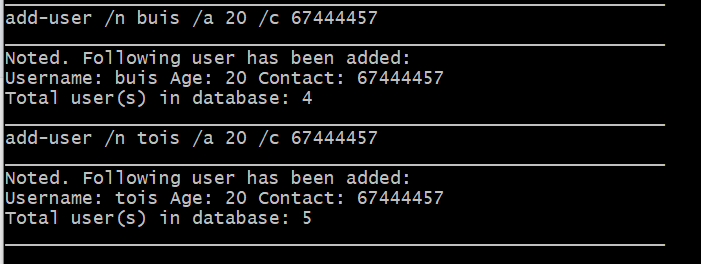 add-user /n buis /a 20 /c 67444457
Noted. Following user has been added:
Username: buis Age: 20 Contact: 67444457
Total user(s) in database: 4
add-user /n tois /a 20 /c 67444457
Noted. Following user has been added:
Username: tois Age: 20 Contact: 67444457
Total user(s) in database: 5